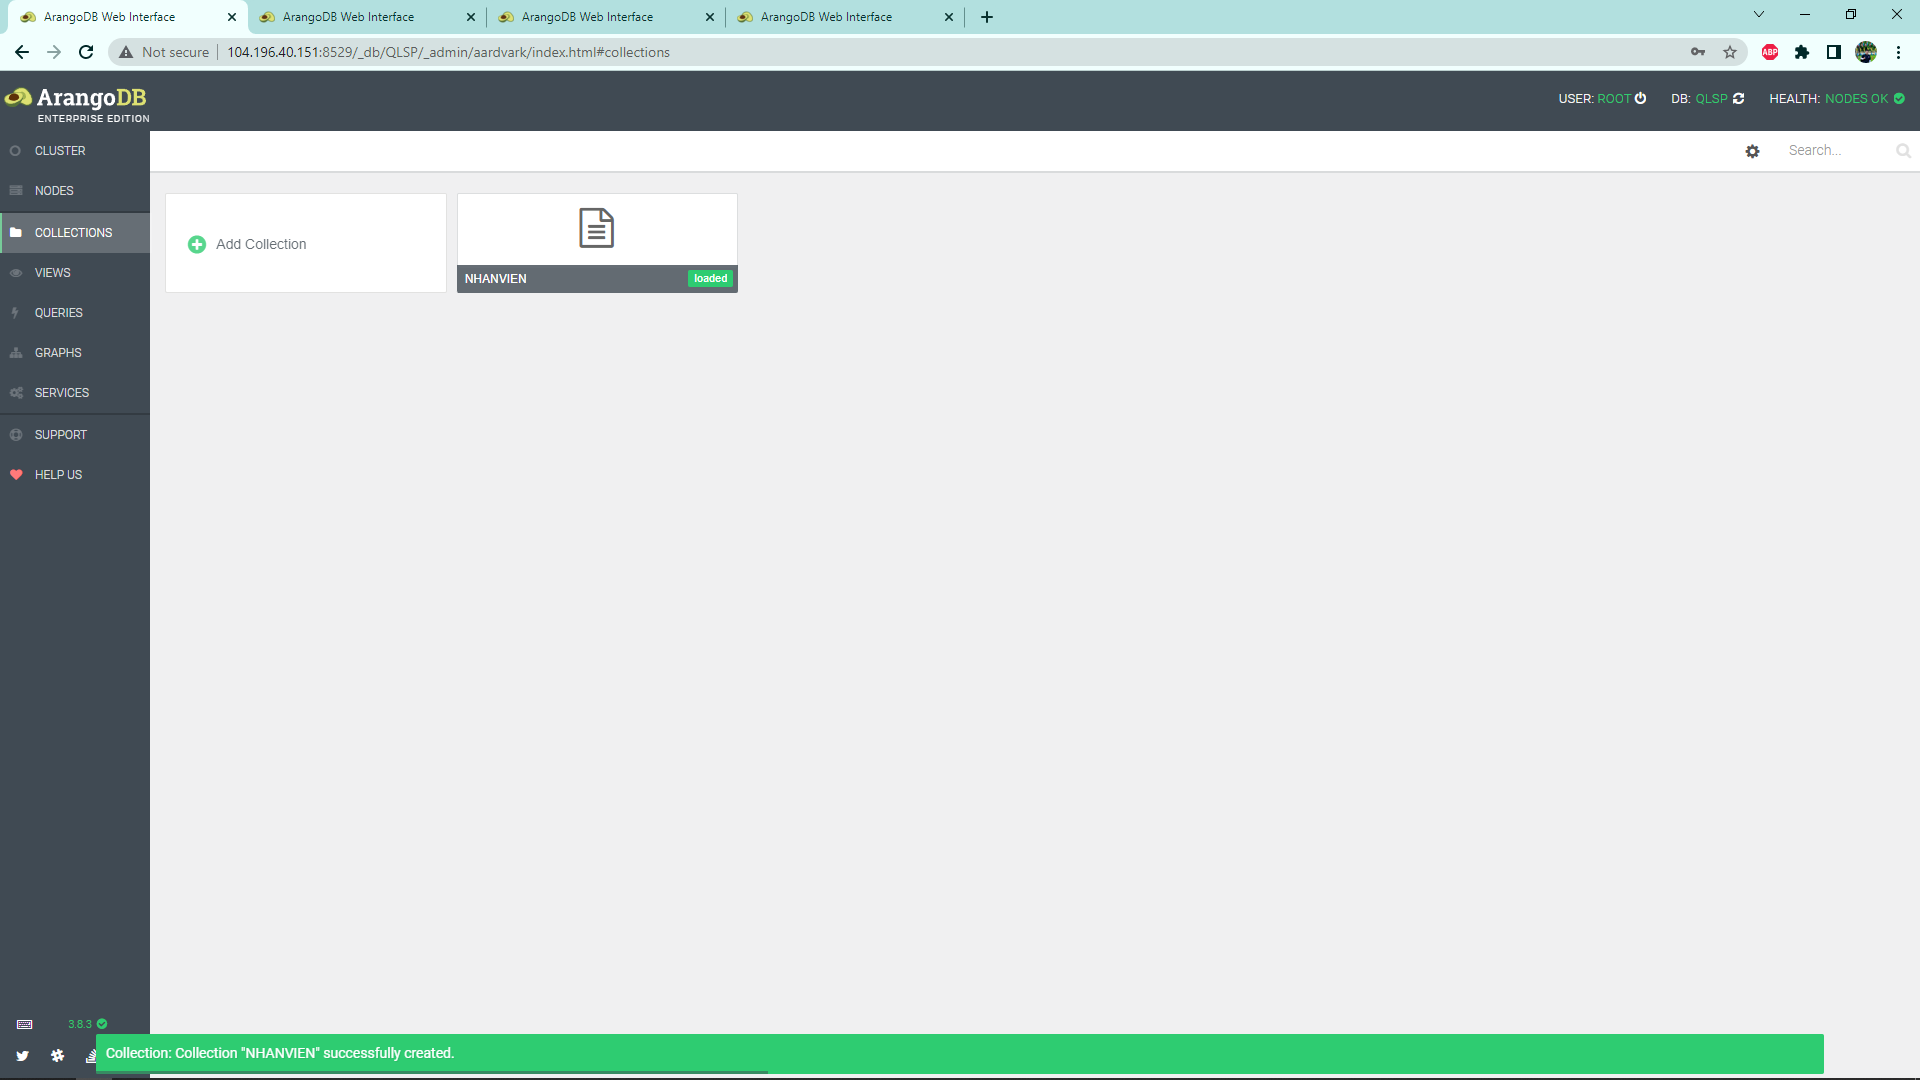 ArangoDB Web Interface
ArangoDB Web Interface
ArangoDB Web Interface
ArangoDB Web Interface
Not secure
104.196.40.151:8529/_db/QLSP/_admin/aardvark/index.html#collections
ABP
ArangoDB
ENTERPRISE EDITION
USER: ROOT
DB: QLSP
HEALTH: NODES OK
CLUSTER
NODES
COLLECTIONS
VIEWS
QUERIES
GRAPHS
SERVICES
SUPPORT
HELP US
Search...
Add Collection
NHANVIEN
loaded
3.8.3
Collection: Collection "NHANVIEN" successfully created.